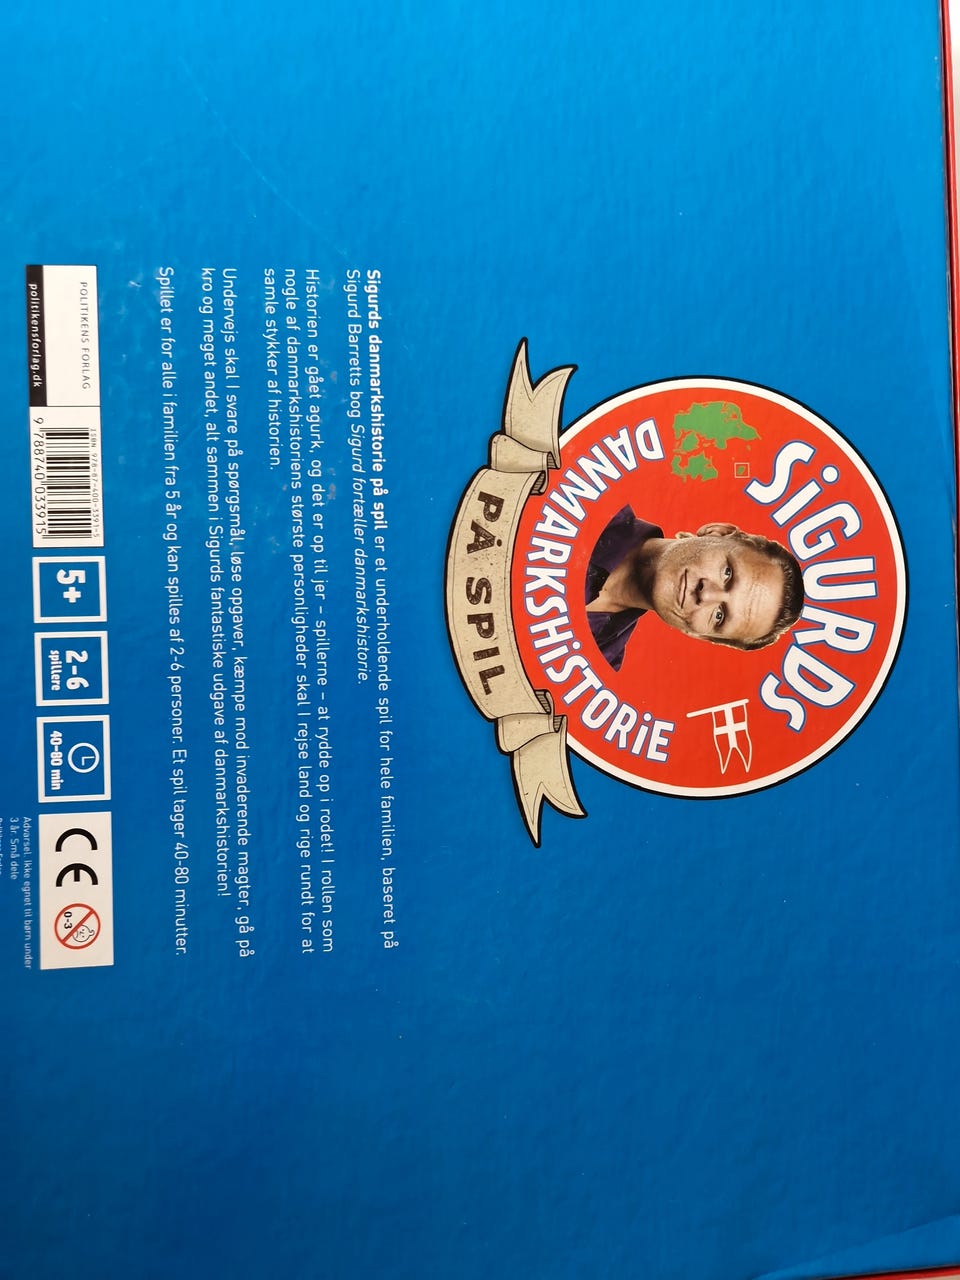 SiGURDS
DANMARKSHiSTORiE
PÅ SPIL
Sigurds danmarkshistorie på spil er et underholdende spil for hele familien, baseret på
Sigurd Barretts bog Sigurd fortæller danmarkshistorie.
Historien er gået agurk, og det er op til jer – spillerne – at rydde op i rodet! I rollen som
nogle af danmarkshistoriens største personligheder skal I rejse land og rige rundt for at
samle stykker af historien.
Undervejs skal I svare på spørgsmål, løse opgaver, kæmpe mod invaderende magter, gå på
kro og meget andet, alt sammen i Sigurds fantastiske udgave af danmarkshistorien!
Spillet er for alle i familien fra 5 år og kan spilles af 2-6 personer. Et spil tager 40-80 minutter.
POLITIKENS FORLAG
politikensforlag.dk
ISBN 978-87-400-3391-5
9 788740 033915
5+
2-6
spillere
40-80 min
CE
0-3
Advarsel. Ikke egnet til børn under
3 år. Små dele